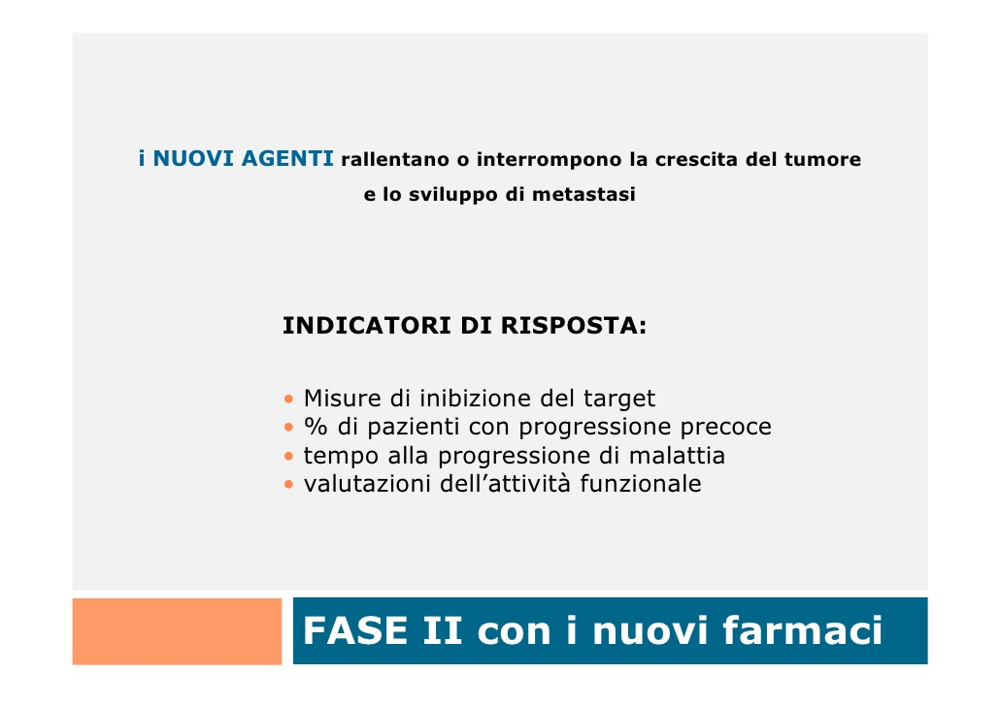 i NUOVI AGENTI rallentano o interrompono la crescita del tumore
e lo sviluppo di metastasi
INDICATORI DI RISPOSTA:
• Misure di inibizione del target
• % di pazienti con progressione precoce
• tempo alla progressione di malattia
• valutazioni dell’attività funzionale
FASE II con i nuovi farmaci